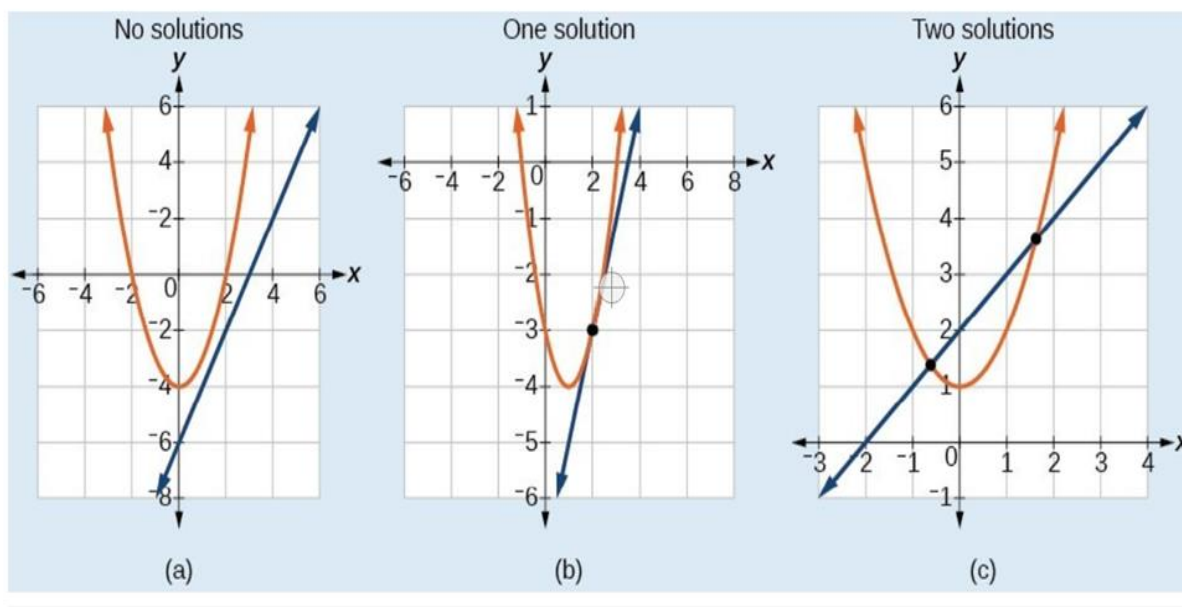 No solutions
y
6
4
-2
x
-6 -4 -2 0 2 4 6
-2
-4
-6
-8
(a)
One solution
y
1
x
-6 -4 -2 0 2 4 6 8
-1
-2
-3
-4
-5
-6
(b)
Two solutions
y
6
5
4
3
2
1
x
-3 -2 -1 0 1 2 3 4
-1
(c)